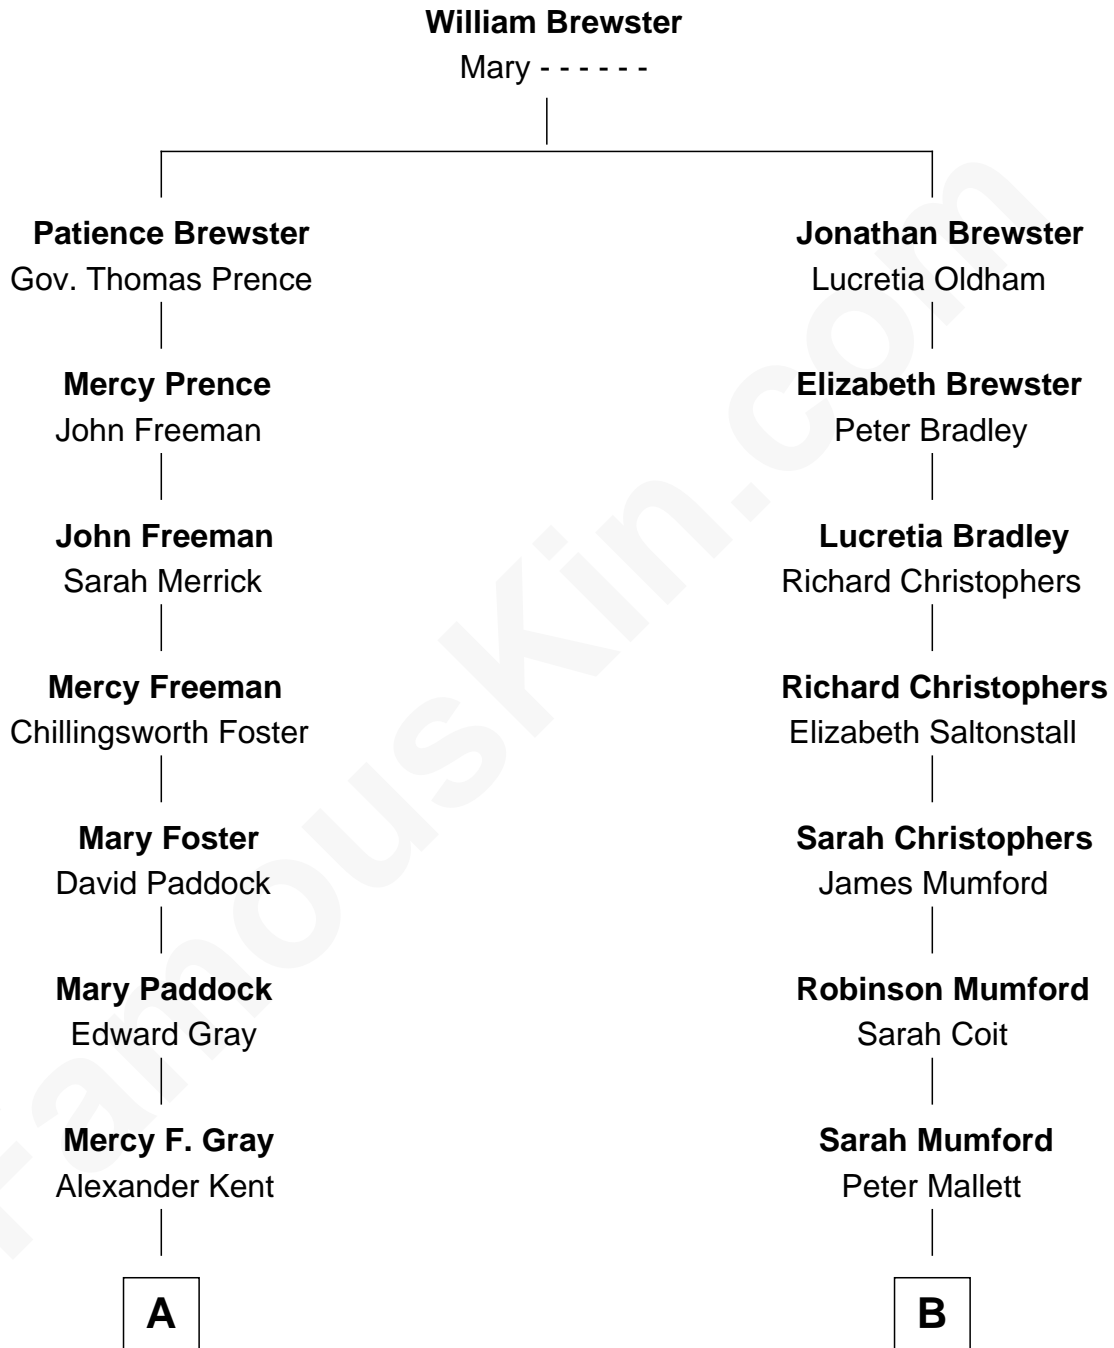 William Brewster
Mary - - - - - -
Patience Brewster
Gov. Thomas Prence
Jonathan Brewster
Lucretia Oldham
Mercy Prence
John Freeman
Elizabeth Brewster
Peter Bradley
John Freeman
Sarah Merrick
Lucretia Bradley
Richard Christophers
Mercy Freeman
Chillingsworth Foster
Richard Christophers
Elizabeth Saltonstall
Mary Foster
David Paddock
Sarah Christophers
James Mumford
Mary Paddock
Edward Gray
Robinson Mumford
Sarah Coit
Mercy F. Gray
Alexander Kent
Sarah Mumford
Peter Mallett
A
B
FamousKin.com